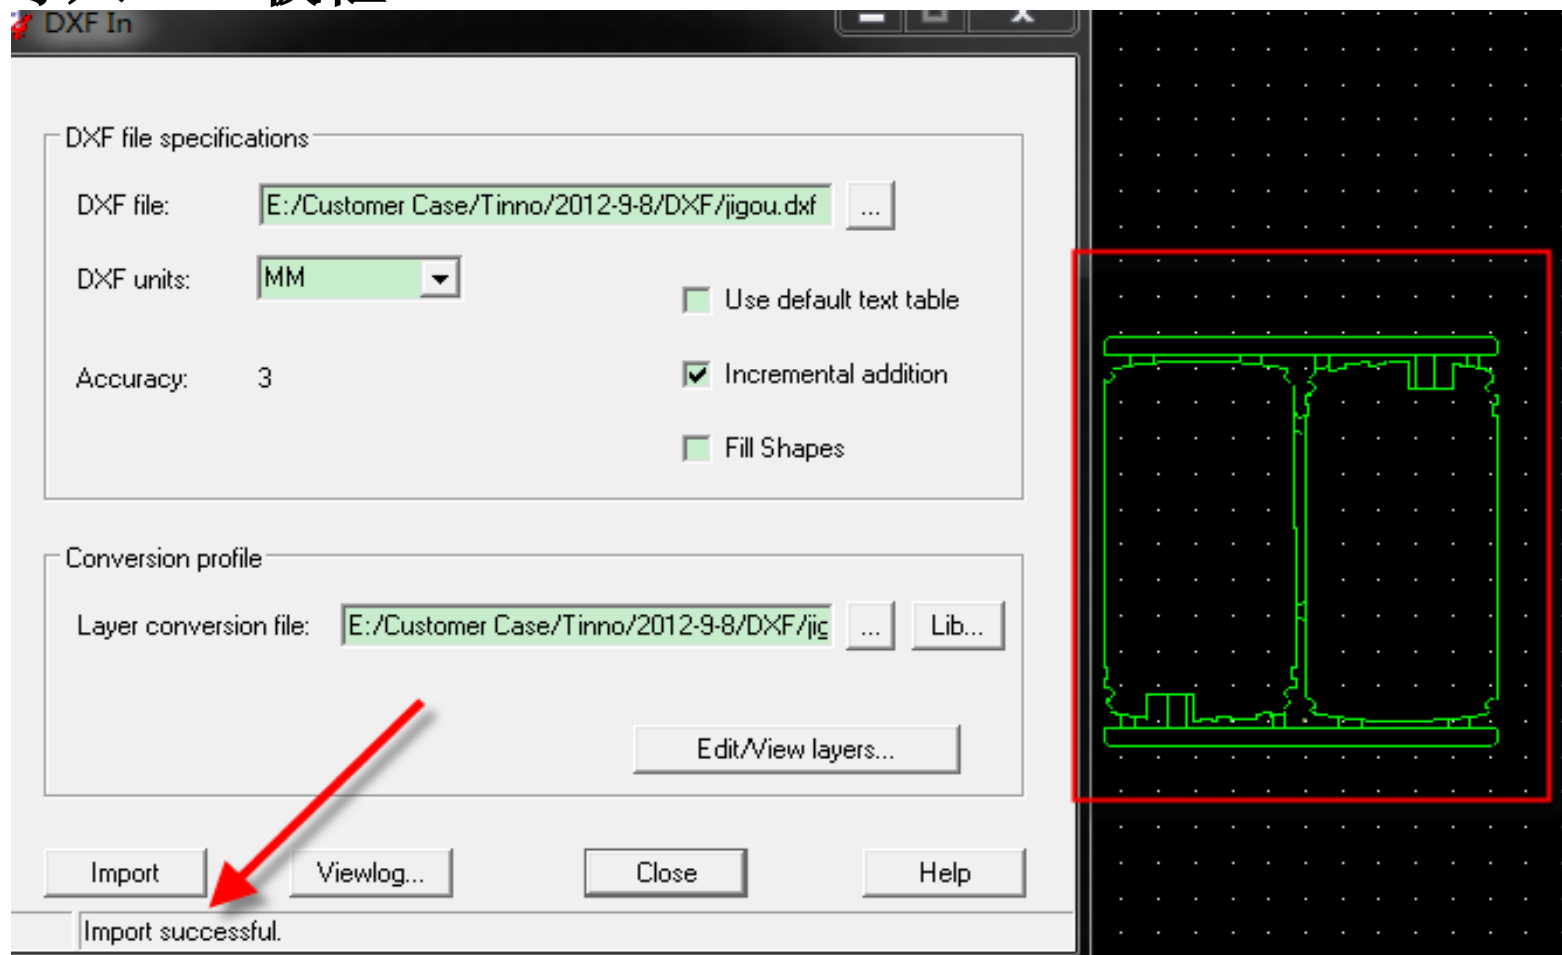 DXF In
DXF file specifications
DXF file:
E:/Customer Case/Tinno/2012-9-8/DXF/jigou.dxf
...
DXF units:
MM
Use default text table
Accuracy:
3
Incremental addition
Fill Shapes
Conversion profile
Layer conversion file:
E:/Customer Case/Tinno/2012-9-8/DXF/jig
...
Lib...
Edit/View layers...
Import
Viewlog...
Close
Help
Import successful.